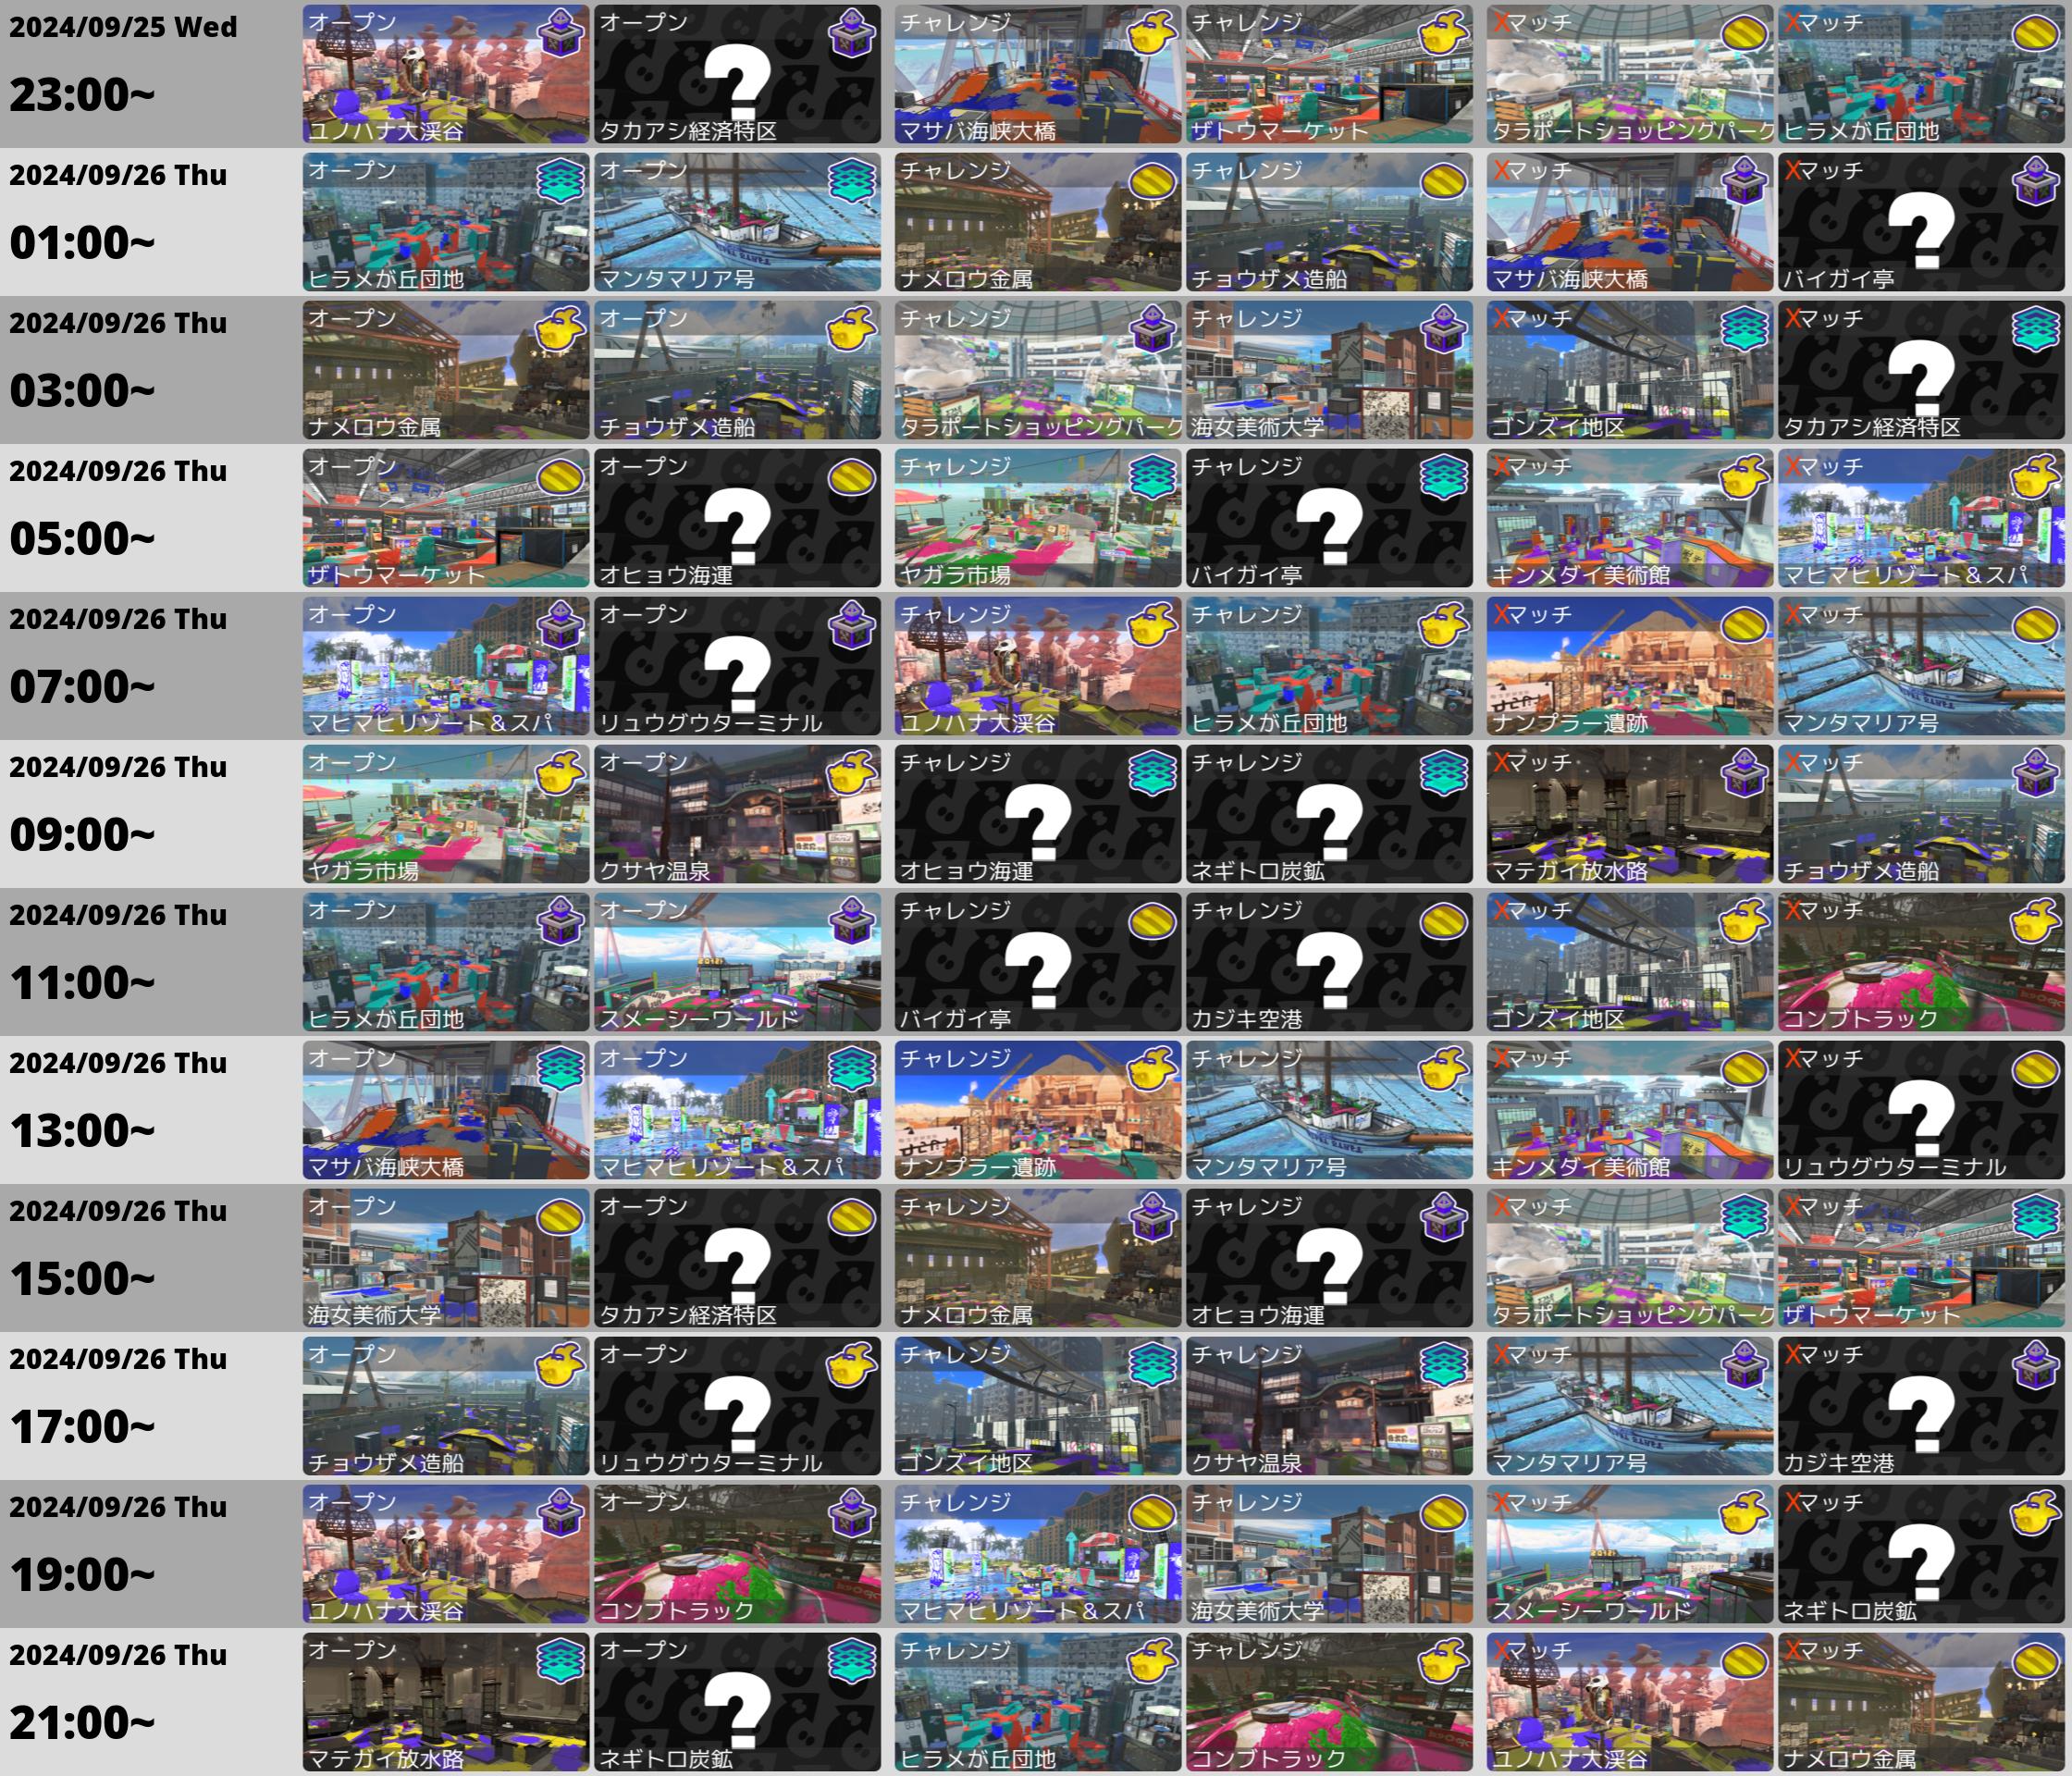 2024/09/25 Wed
23:00~
オープン オープン チャレンジ チャレンジ Xマッチ Xマッチ
ユノハナ大渓谷 タカアシ経済特区 マサバ海峡大橋 ザトウマーケット タラポートショッピングパーク ヒラメが丘団地
2024/09/26 Thu
01:00~
オープン オープン チャレンジ チャレンジ Xマッチ Xマッチ
ヒラメが丘団地 マンタマリア号 ナメロウ金属 チョウザメ造船 マサバ海峡大橋 バイガイ亭
2024/09/26 Thu
03:00~
オープン オープン チャレンジ チャレンジ Xマッチ Xマッチ
ナメロウ金属 チョウザメ造船 タラポートショッピングパーク 海女美術大学 ゴンズイ地区 タカアシ経済特区
2024/09/26 Thu
05:00~
オープン オープン チャレンジ チャレンジ Xマッチ Xマッチ
ザトウマーケット オヒョウ海運 ヤガラ市場 バイガイ亭 キンメダイ美術館 マヒマヒリゾート&スパ
2024/09/26 Thu
07:00~
オープン オープン チャレンジ チャレンジ Xマッチ Xマッチ
マヒマヒリゾート&スパ リュウグウターミナル ユノハナ大渓谷 ヒラメが丘団地 ナンプラー遺跡 マンタマリア号
2024/09/26 Thu
09:00~
オープン オープン チャレンジ チャレンジ Xマッチ Xマッチ
ヤガラ市場 クサヤ温泉 オヒョウ海運 ネギトロ炭鉱 マテガイ放水路 チョウザメ造船
2024/09/26 Thu
11:00~
オープン オープン チャレンジ チャレンジ Xマッチ Xマッチ
ヒラメが丘団地 スメーシーワールド バイガイ亭 カジキ空港 ゴンズイ地区 コンブトラック
2024/09/26 Thu
13:00~
オープン オープン チャレンジ チャレンジ Xマッチ Xマッチ
マサバ海峡大橋 マヒマヒリゾート&スパ ナンプラー遺跡 マンタマリア号 キンメダイ美術館 リュウグウターミナル
2024/09/26 Thu
15:00~
オープン オープン チャレンジ チャレンジ Xマッチ Xマッチ
海女美術大学 タカアシ経済特区 ナメロウ金属 オヒョウ海運 タラポートショッピングパーク ザトウマーケット
2024/09/26 Thu
17:00~
オープン オープン チャレンジ チャレンジ Xマッチ Xマッチ
チョウザメ造船 リュウグウターミナル ゴンズイ地区 クサヤ温泉 マンタマリア号 カジキ空港
2024/09/26 Thu
19:00~
オープン オープン チャレンジ チャレンジ Xマッチ Xマッチ
ユノハナ大渓谷 コンブトラック マヒマヒリゾート&スパ 海女美術大学 スメーシーワールド ネギトロ炭鉱
2024/09/26 Thu
21:00~
オープン オープン チャレンジ チャレンジ Xマッチ Xマッチ
マテガイ放水路 ネギトロ炭鉱 ヒラメが丘団地 コンブトラック ユノハナ大渓谷 ナメロウ金属